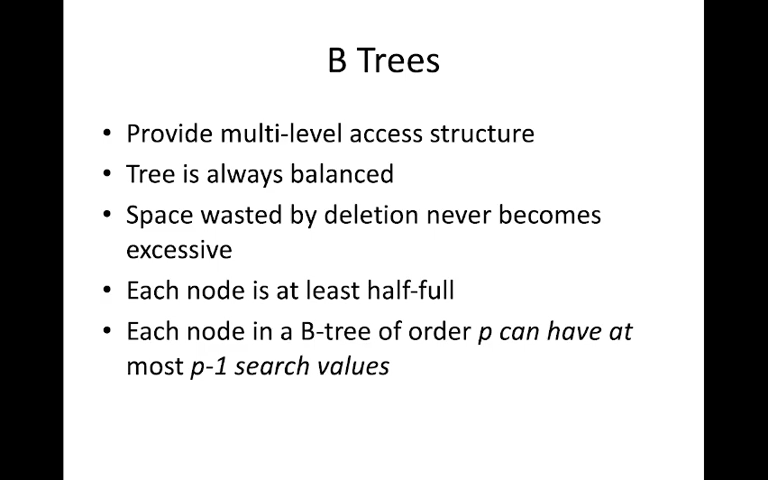 B Trees
• Provide multi-level access structure
• Tree is always balanced
• Space wasted by deletion never becomes
excessive
• Each node is at least half-full
• Each node in a B-tree of order p can have at
most p-1 search values